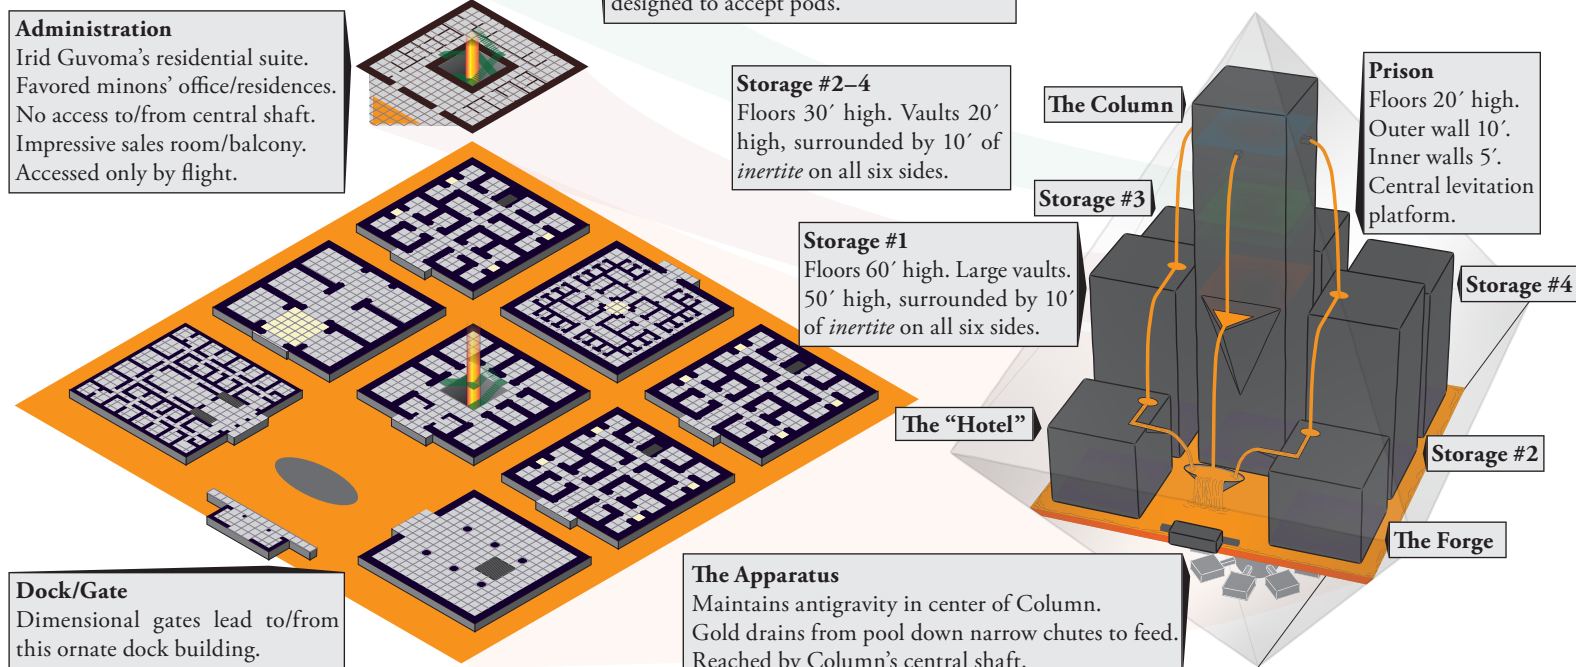 designed to accept pods.
Administration
Irid Guvoma’s residential suite.
Favored minons’ office/residences.
No access to/from central shaft.
Impressive sales room/balcony.
Accessed only by flight.
Storage #2–4
Floors 30´ high. Vaults 20´
high, surrounded by 10´ of
inertite on all six sides.
The Column
Prison
Floors 20´ high.
Outer wall 10´.
Inner walls 5´.
Central levitation
platform.
Storage #3
Storage #1
Floors 60´ high. Large vaults.
50´ high, surrounded by 10´
of inertite on all six sides.
Storage #4
The “Hotel”
Storage #2
The Forge
Dock/Gate
Dimensional gates lead to/from
this ornate dock building.
The Apparatus
Maintains antigravity in center of Column.
Gold drains from pool down narrow chutes to feed.
Reached by Column’s central shaft.